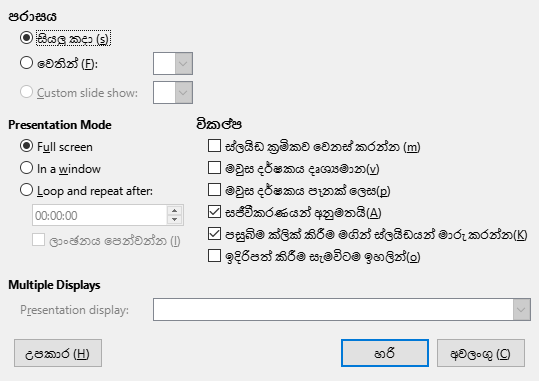 පරාසය
සියලු කදා (s)
වෙතින් (F):
Custom slide show:
Presentation Mode
Full screen
In a window
Loop and repeat after:
00:00:00
ලාංඡනය පෙන්වන්න (l)
විකල්ප
ස්ලයිඩ ක්‍රමිකව වෙනස් කරන්න (m)
මවුස දර්ෂකය දෘශ්‍යමාන(v)
මවුස දර්ෂකය පෑනක් ලෙස(p)
සජ්වීකරණයන් අනුමතයි(A)
පසුබිම ක්ලික් කිරීම මගින් ස්ලයිඩයන් මාරු කරන්න(K)
ඉදිරිපත් කිරීම සැමවිටම ඉහලින්(o)
Multiple Displays
Presentation display:
උපකාර (H)
හරි
අවලංගු (C)